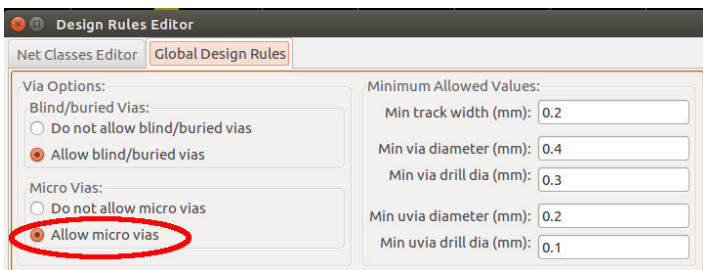 Design Rules Editor
Net Classes Editor Global Design Rules
Via Options:
Blind/buried Vias:
Do not allow blind/buried vias
Allow blind/buried vias
Micro Vias:
Do not allow micro vias
Allow micro vias
Minimum Allowed Values:
Min track width (mm): 0.2
Min via diameter (mm): 0.4
Min via drill dia (mm): 0.3
Min uvia diameter (mm): 0.2
Min uvia drill dia (mm): 0.1